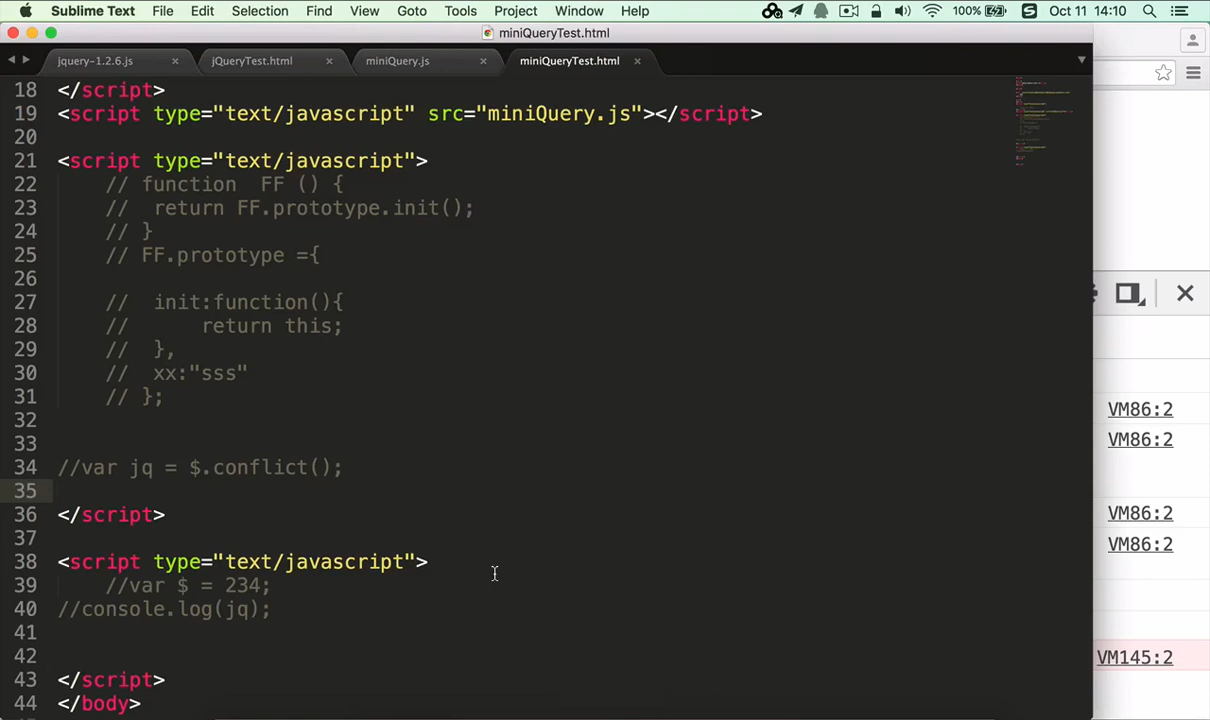 Sublime Text File Edit Selection Find View Goto Tools Project Window Help 100% Oct 11 14:10
miniQueryTest.html
jquery-1.2.6.js × jQueryTest.html × miniQuery.js × miniQueryTest.html ×
18 </script>
19 <script type="text/javascript" src="miniQuery.js"></script>
20
21 <script type="text/javascript">
22 // function FF () {
23 // return FF.prototype.init();
24 // }
25 // FF.prototype ={
26
27 // init:function(){
28 // return this;
29 // },
30 // xx:"sss"
31 // };
32
33
34 //var jq = $.conflict();
35
36 </script>
37
38 <script type="text/javascript">
39 //var $ = 234;
40 //console.log(jq);
41
42
43 </script>
44 </body>
VM86:2
VM86:2
VM86:2
VM86:2
VM145:2